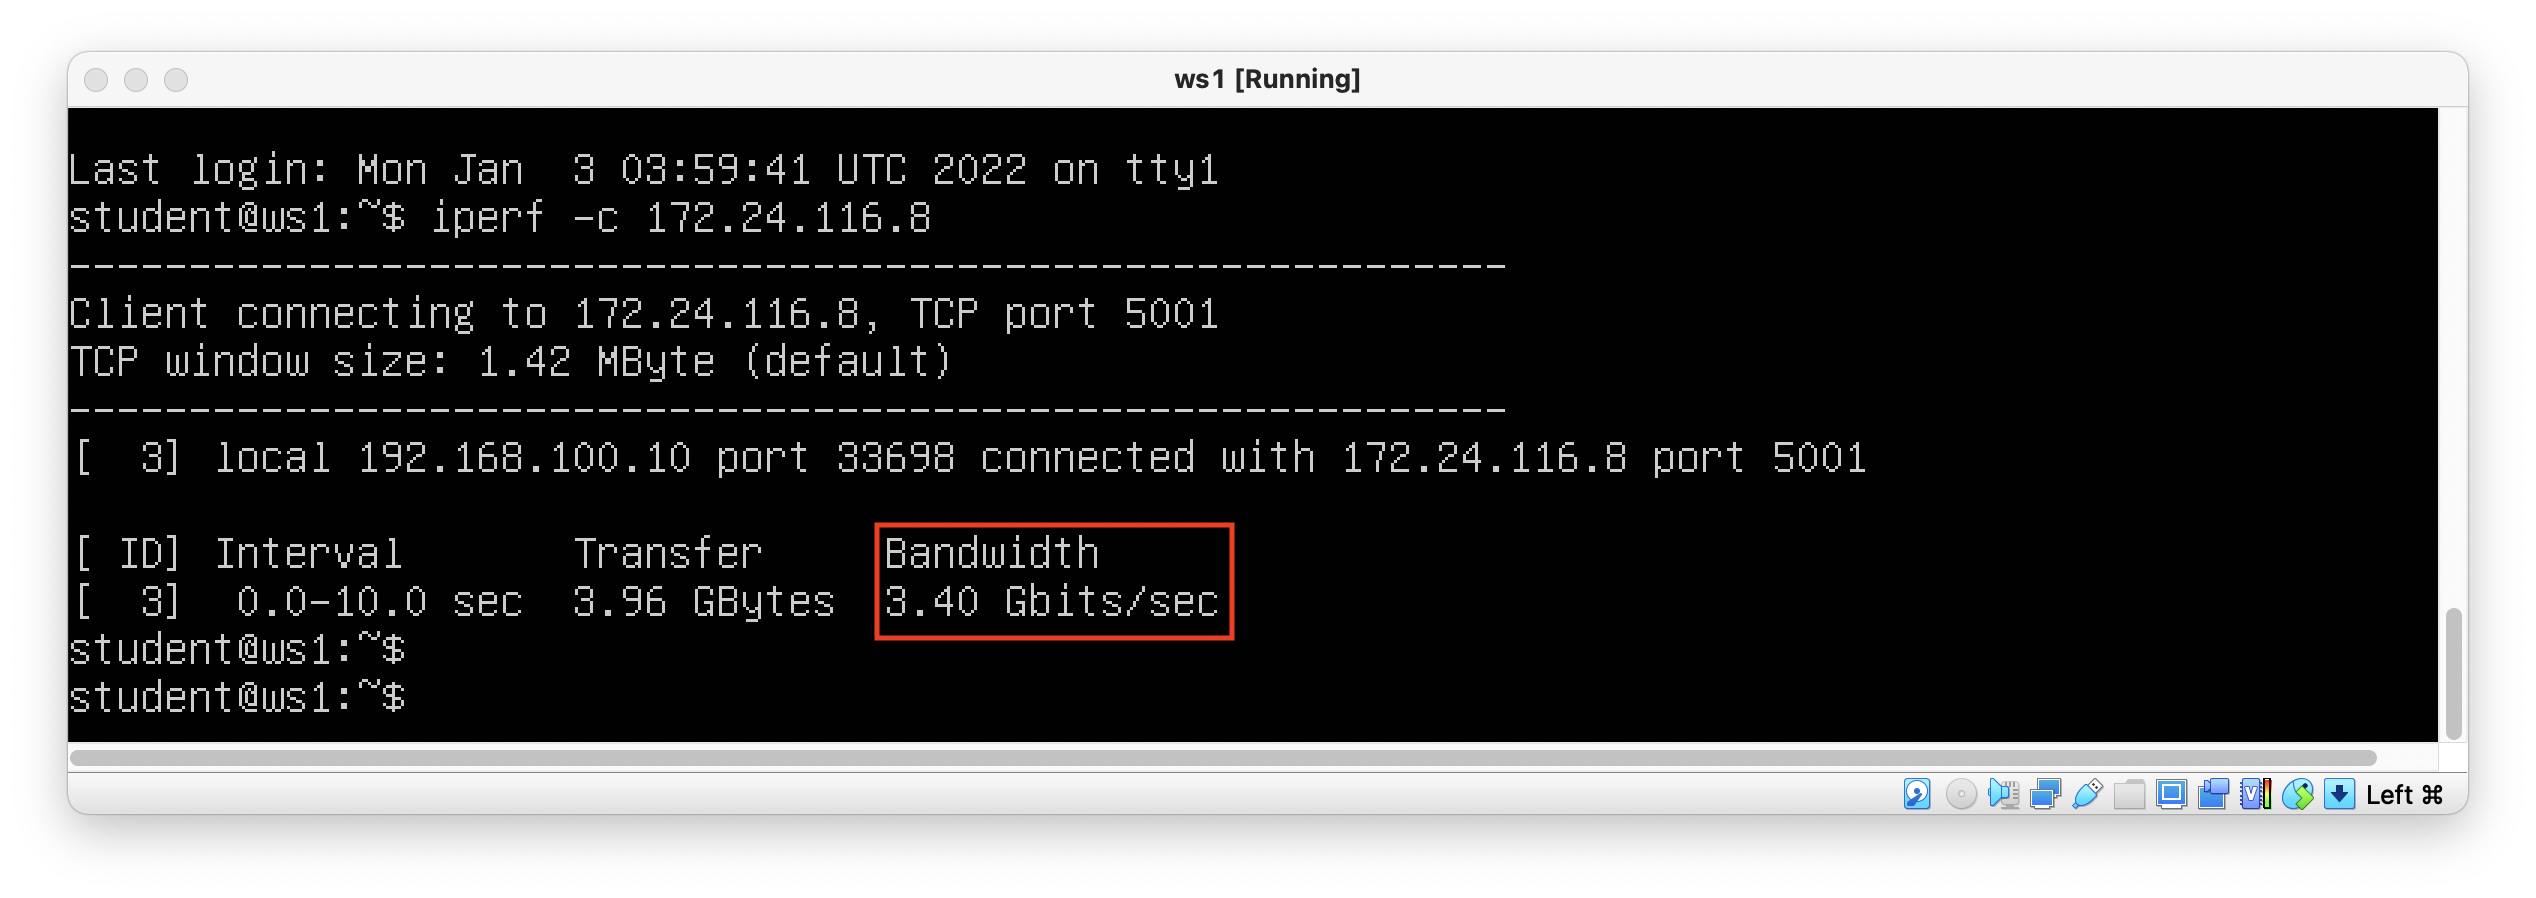 ws1 [Running]
Last login: Mon Jan  3 03:59:41 UTC 2022 on tty1
student@ws1:~$ iperf -c 172.24.116.8
------------------------------------------------------------
Client connecting to 172.24.116.8, TCP port 5001
TCP window size: 1.42 MByte (default)
------------------------------------------------------------
[  3] local 192.168.100.10 port 33698 connected with 172.24.116.8 port 5001
[ ID] Interval       Transfer     Bandwidth
[  3]  0.0-10.0 sec  3.96 GBytes  3.40 Gbits/sec
student@ws1:~$
student@ws1:~$
Left ⌘